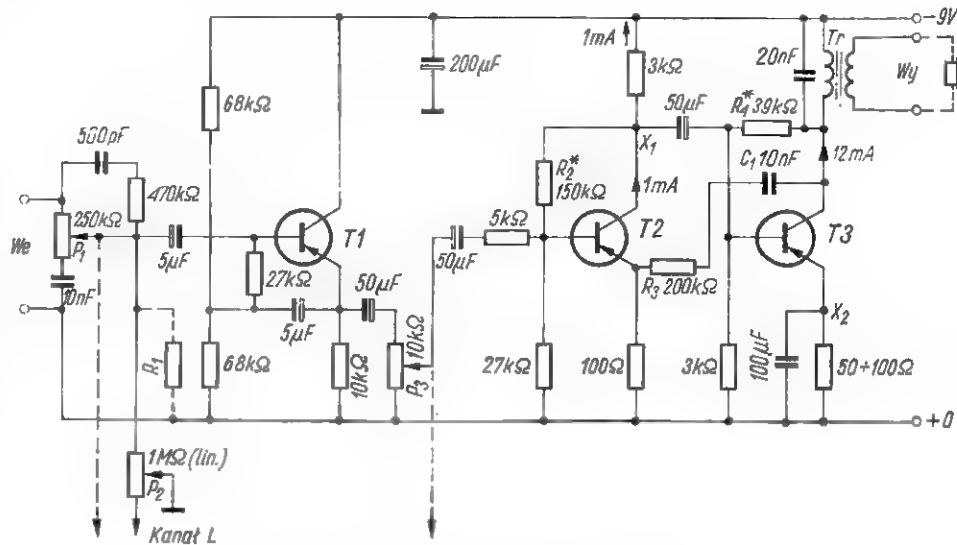 -9V
1mA
Tr
20nF
Wy
200µF
3kΩ
68kΩ
50µF
R4* 39kΩ
500pF
X1
C1 10nF
12mA
470kΩ
R2*
150kΩ
1mA
250kΩ
We
P1
5µF
T1
5kΩ
T2
T3
10nF
27kΩ
50µF
50µF
R3 200kΩ
5µF
X2
R1
68kΩ
10kΩ
10kΩ
P3
27kΩ
100Ω
3kΩ
100µF
50÷100Ω
+0
1MΩ (lin.)
P2
Kanał L